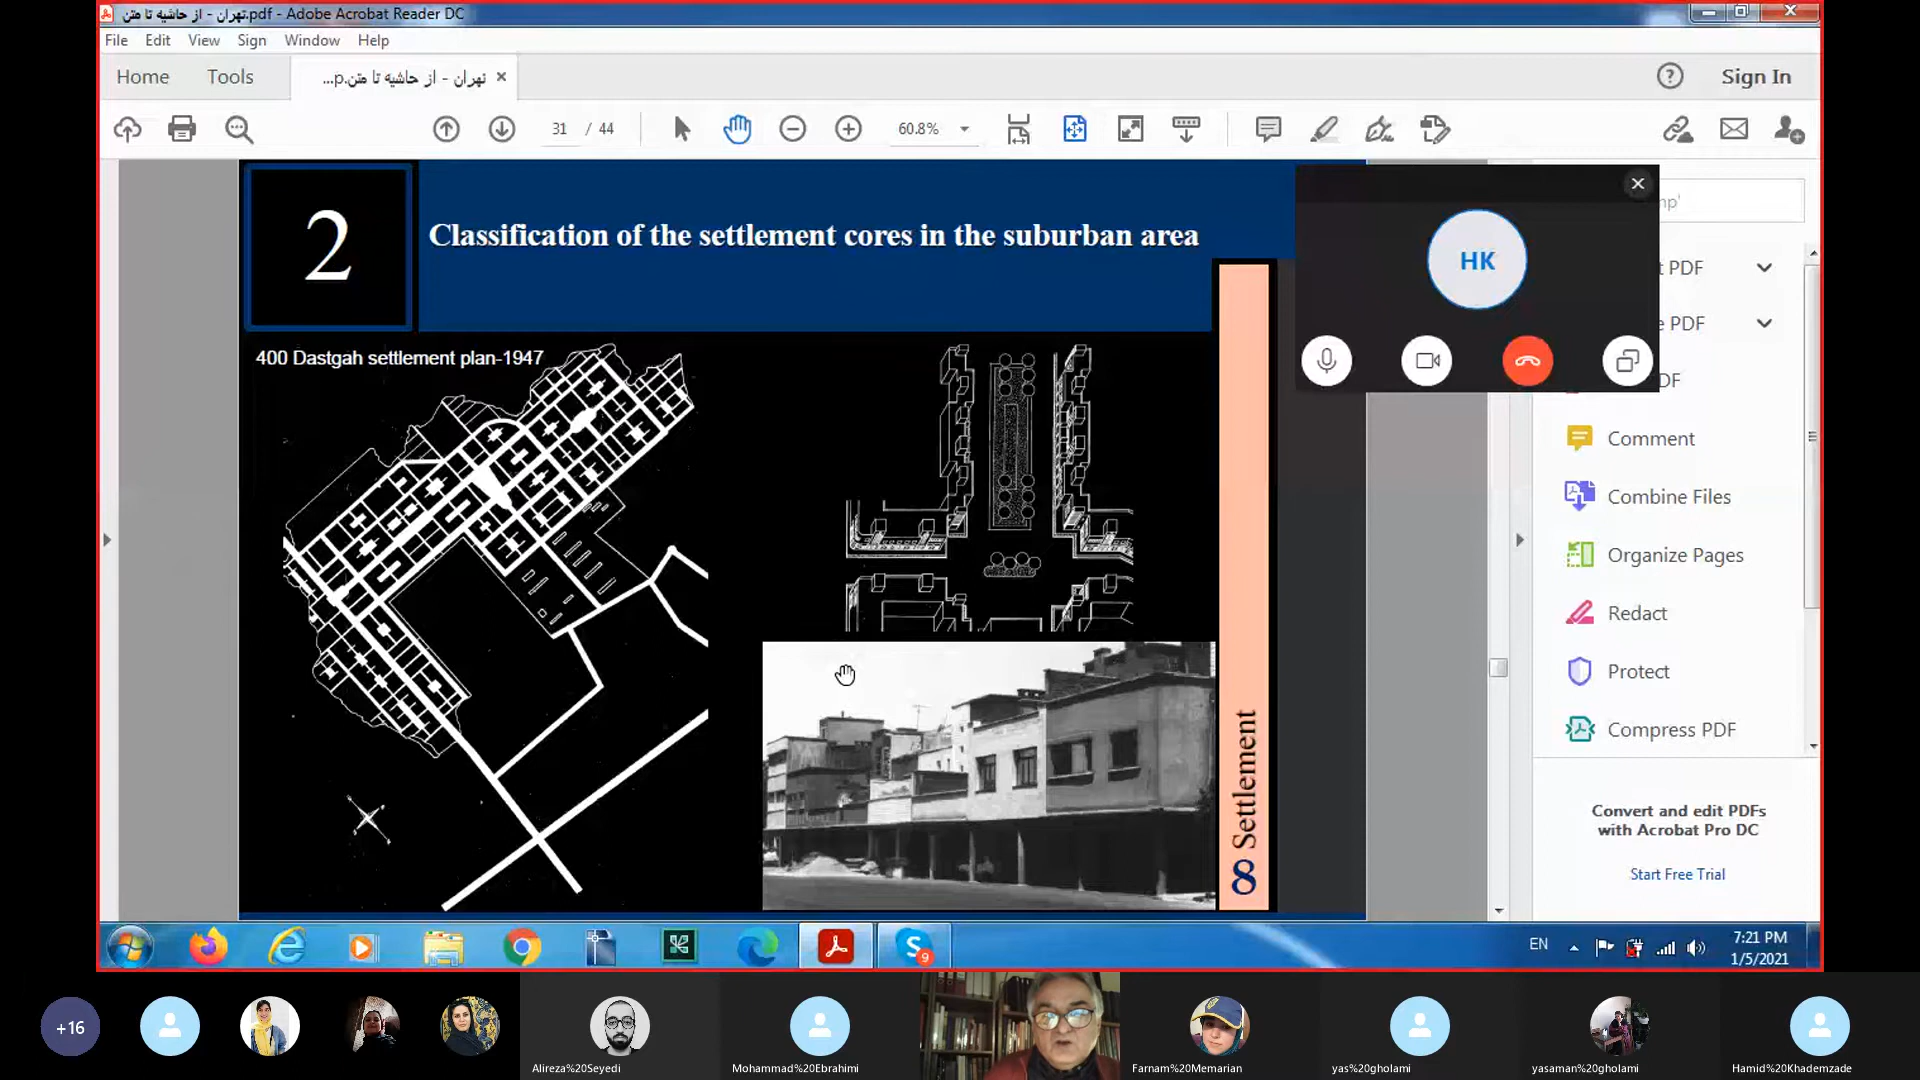 تهران - از حاشیه تا متن.pdf - Adobe Acrobat Reader DC
File Edit View Sign Window Help
Home Tools تهران - از حاشیه تا متن.p... Sign In
31 / 44 60.8%
2
Classification of the settlement cores in the suburban area
400 Dastgah settlement plan-1947
8 Settlement
HK
np'
t PDF
e PDF
DF
Comment
Combine Files
Organize Pages
Redact
Protect
Compress PDF
Convert and edit PDFs
with Acrobat Pro DC
Start Free Trial
9
EN
7:21 PM
1/5/2021
+16
Alireza%20Seyedi
Mohammad%20Ebrahimi
Farnam%20Memarian
yas%20gholami
yasaman%20gholami
Hamid%20Khademzade